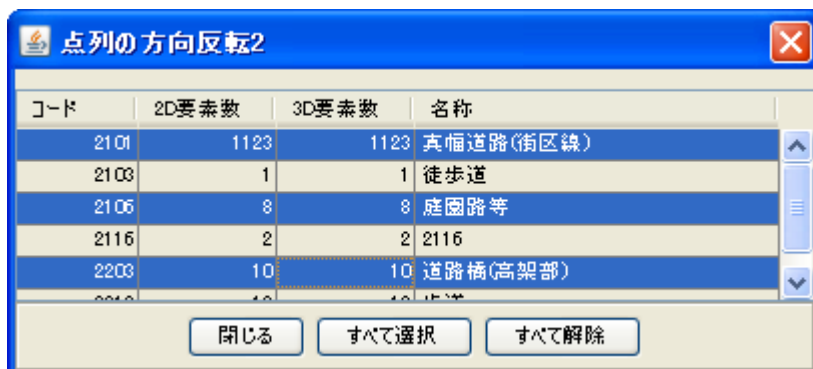 点列の方向反転2
コード 2D要素数 3D要素数 名称
2101 1123 1123 真幅道路(街区線)
2103 1 1 徒歩道
2106 8 8 庭園路等
2116 2 2 2116
2203 10 10 道路橋(高架部)
閉じる すべて選択 すべて解除